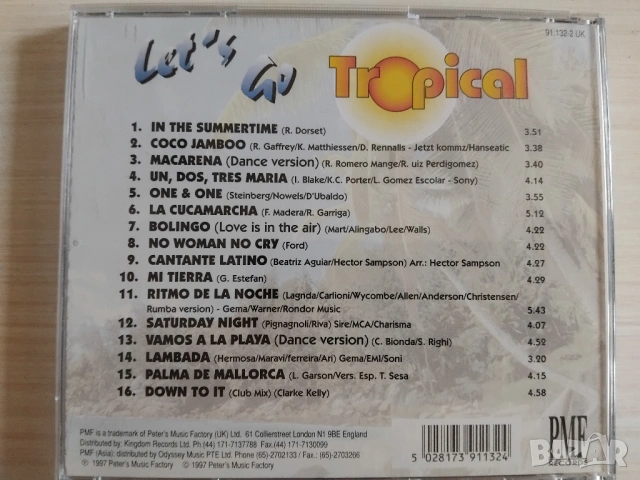 Let's Go Tropical
91.132-2 UK
1. IN THE SUMMERTIME (R. Dorset) 3.51
2. COCO JAMBOO (R. Gaffrey/K. Matthiessen/D. Rennalls - Jetzt kommz/Hanseatic 3.38
3. MACARENA (Dance version) (R. Romero Mange/R. uiz Perdigomez) 3.40
4. UN, DOS, TRES MARIA (I. Blake/K.C. Porter/L. Gomez Escolar - Sony) 4.14
5. ONE & ONE (Steinberg/Nowels/D'Ubaldo) 3.55
6. LA CUCAMARCHA (F. Madera/R. Garriga) 5.12
7. BOLINGO (Love is in the air) (Mart/Alingabo/Lee/Walls) 4.22
8. NO WOMAN NO CRY (Ford) 4.22
9. CANTANTE LATINO (Beatriz Aguiar/Hector Sampson) Arr.: Hector Sampson 4.27
10. MI TIERRA (G. Estefan) 4.29
11. RITMO DE LA NOCHE (Lagnda/Carlioni/Wycombe/Allen/Anderson/Christensen/
Rumba version) - Gema/Warner/Rondor Music 5.43
12. SATURDAY NIGHT (Pignagnoli/Riva) Sire/MCA/Charisma 4.07
13. VAMOS A LA PLAYA (Dance version) (C. Bionda/S. Righi) 4.52
14. LAMBADA (Hermosa/Maravi/ferreira/Ari) Gema/EMI/Soni 3.20
15. PALMA DE MALLORCA (L. Garson/Vers. Esp. T. Sesa 4.15
16. DOWN TO IT (Club Mix) (Clarke Kelly) 4.58
PMF is a trademark of Peter's Music Factory (UK) Ltd. 61 Collierstreet London N1 9BE England
Distributed by: Kingdom Records Ltd. Ph (44) 171-7137788 Fax (44) 171-7130099
PMF (Asia): distributed by Odyssey Music PTE Ltd. Phone (65)-2702133 / Fax.: (65)-2703266
℗ 1997 Peter's Music Factory © 1997 Peter's Music Factory
5 028173 911324
PMF
RECORDS
BAZAR